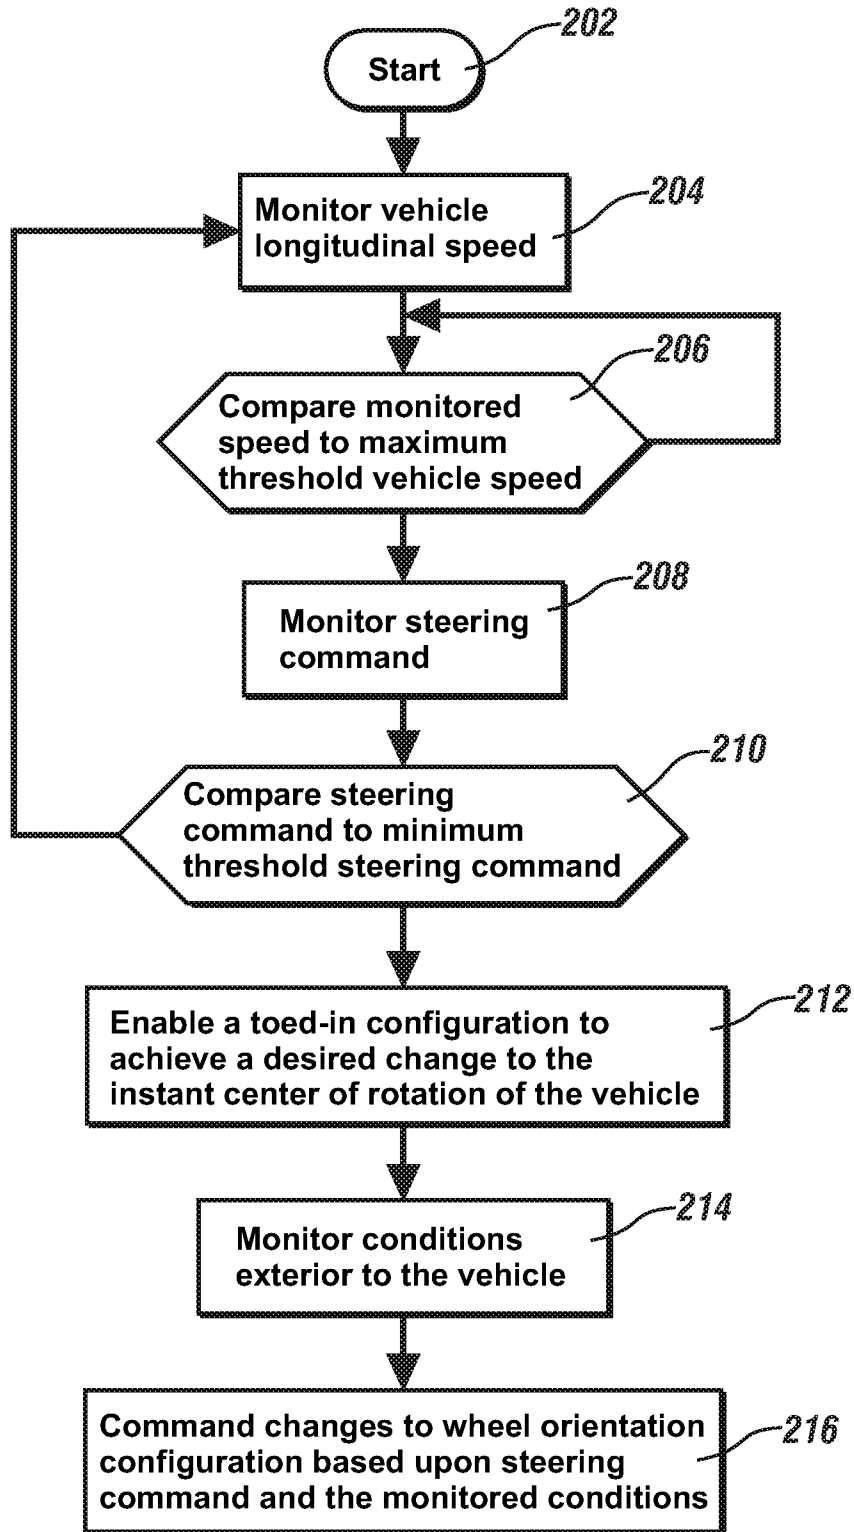 202
Start
204
Monitor vehicle
longitudinal speed
206
Compare monitored
speed to maximum
threshold vehicle speed
208
Monitor steering
command
210
Compare steering
command to minimum
threshold steering command
212
Enable a toed-in configuration to
achieve a desired change to the
instant center of rotation of the vehicle
214
Monitor conditions
exterior to the vehicle
216
Command changes to wheel orientation
configuration based upon steering
command and the monitored conditions